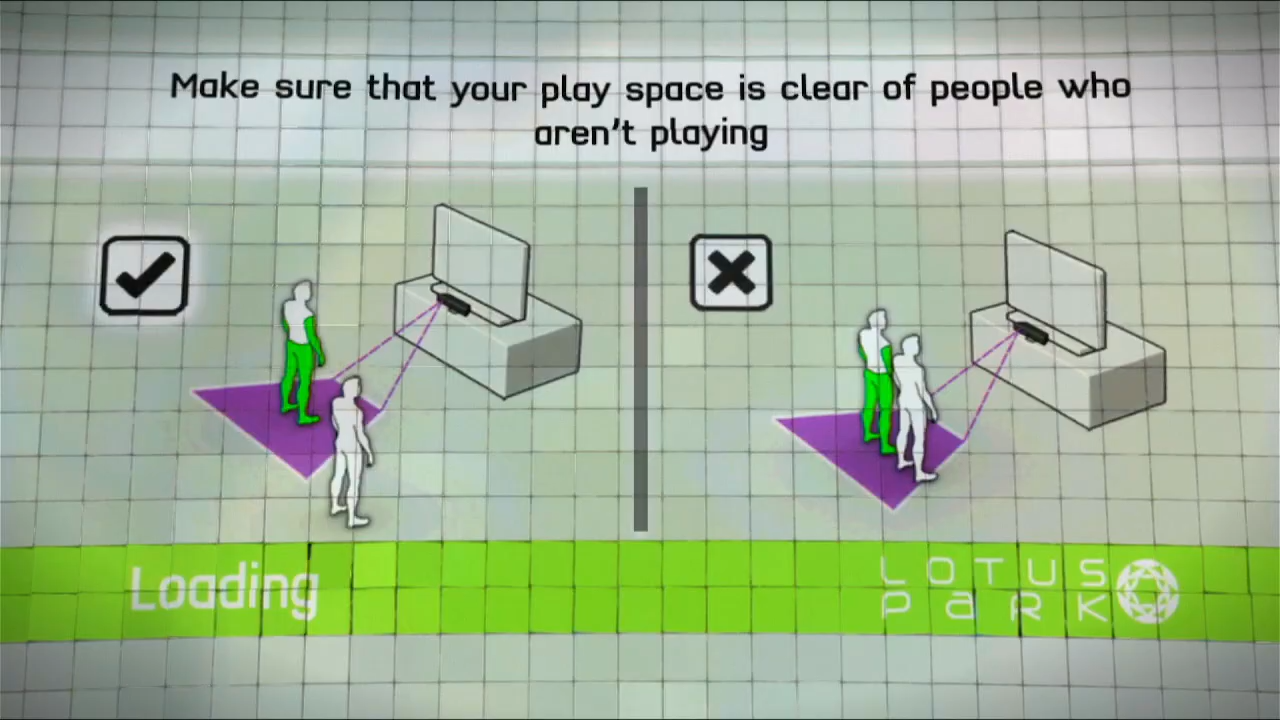 Make sure that your play space is clear of people who
aren't playing
Loading
LOTUS
PaRK